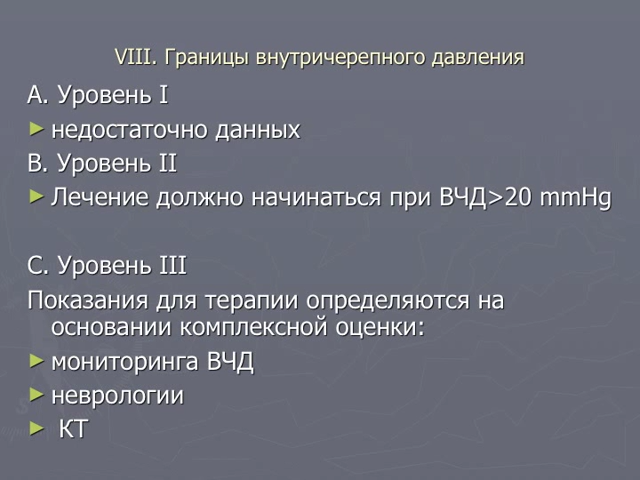 VIII. Границы внутричерепного давления
А. Уровень I
► недостаточно данных
В. Уровень II
► Лечение должно начинаться при ВЧД>20 mmHg
С. Уровень III
Показания для терапии определяются на
основании комплексной оценки:
► мониторинга ВЧД
► неврологии
► КТ